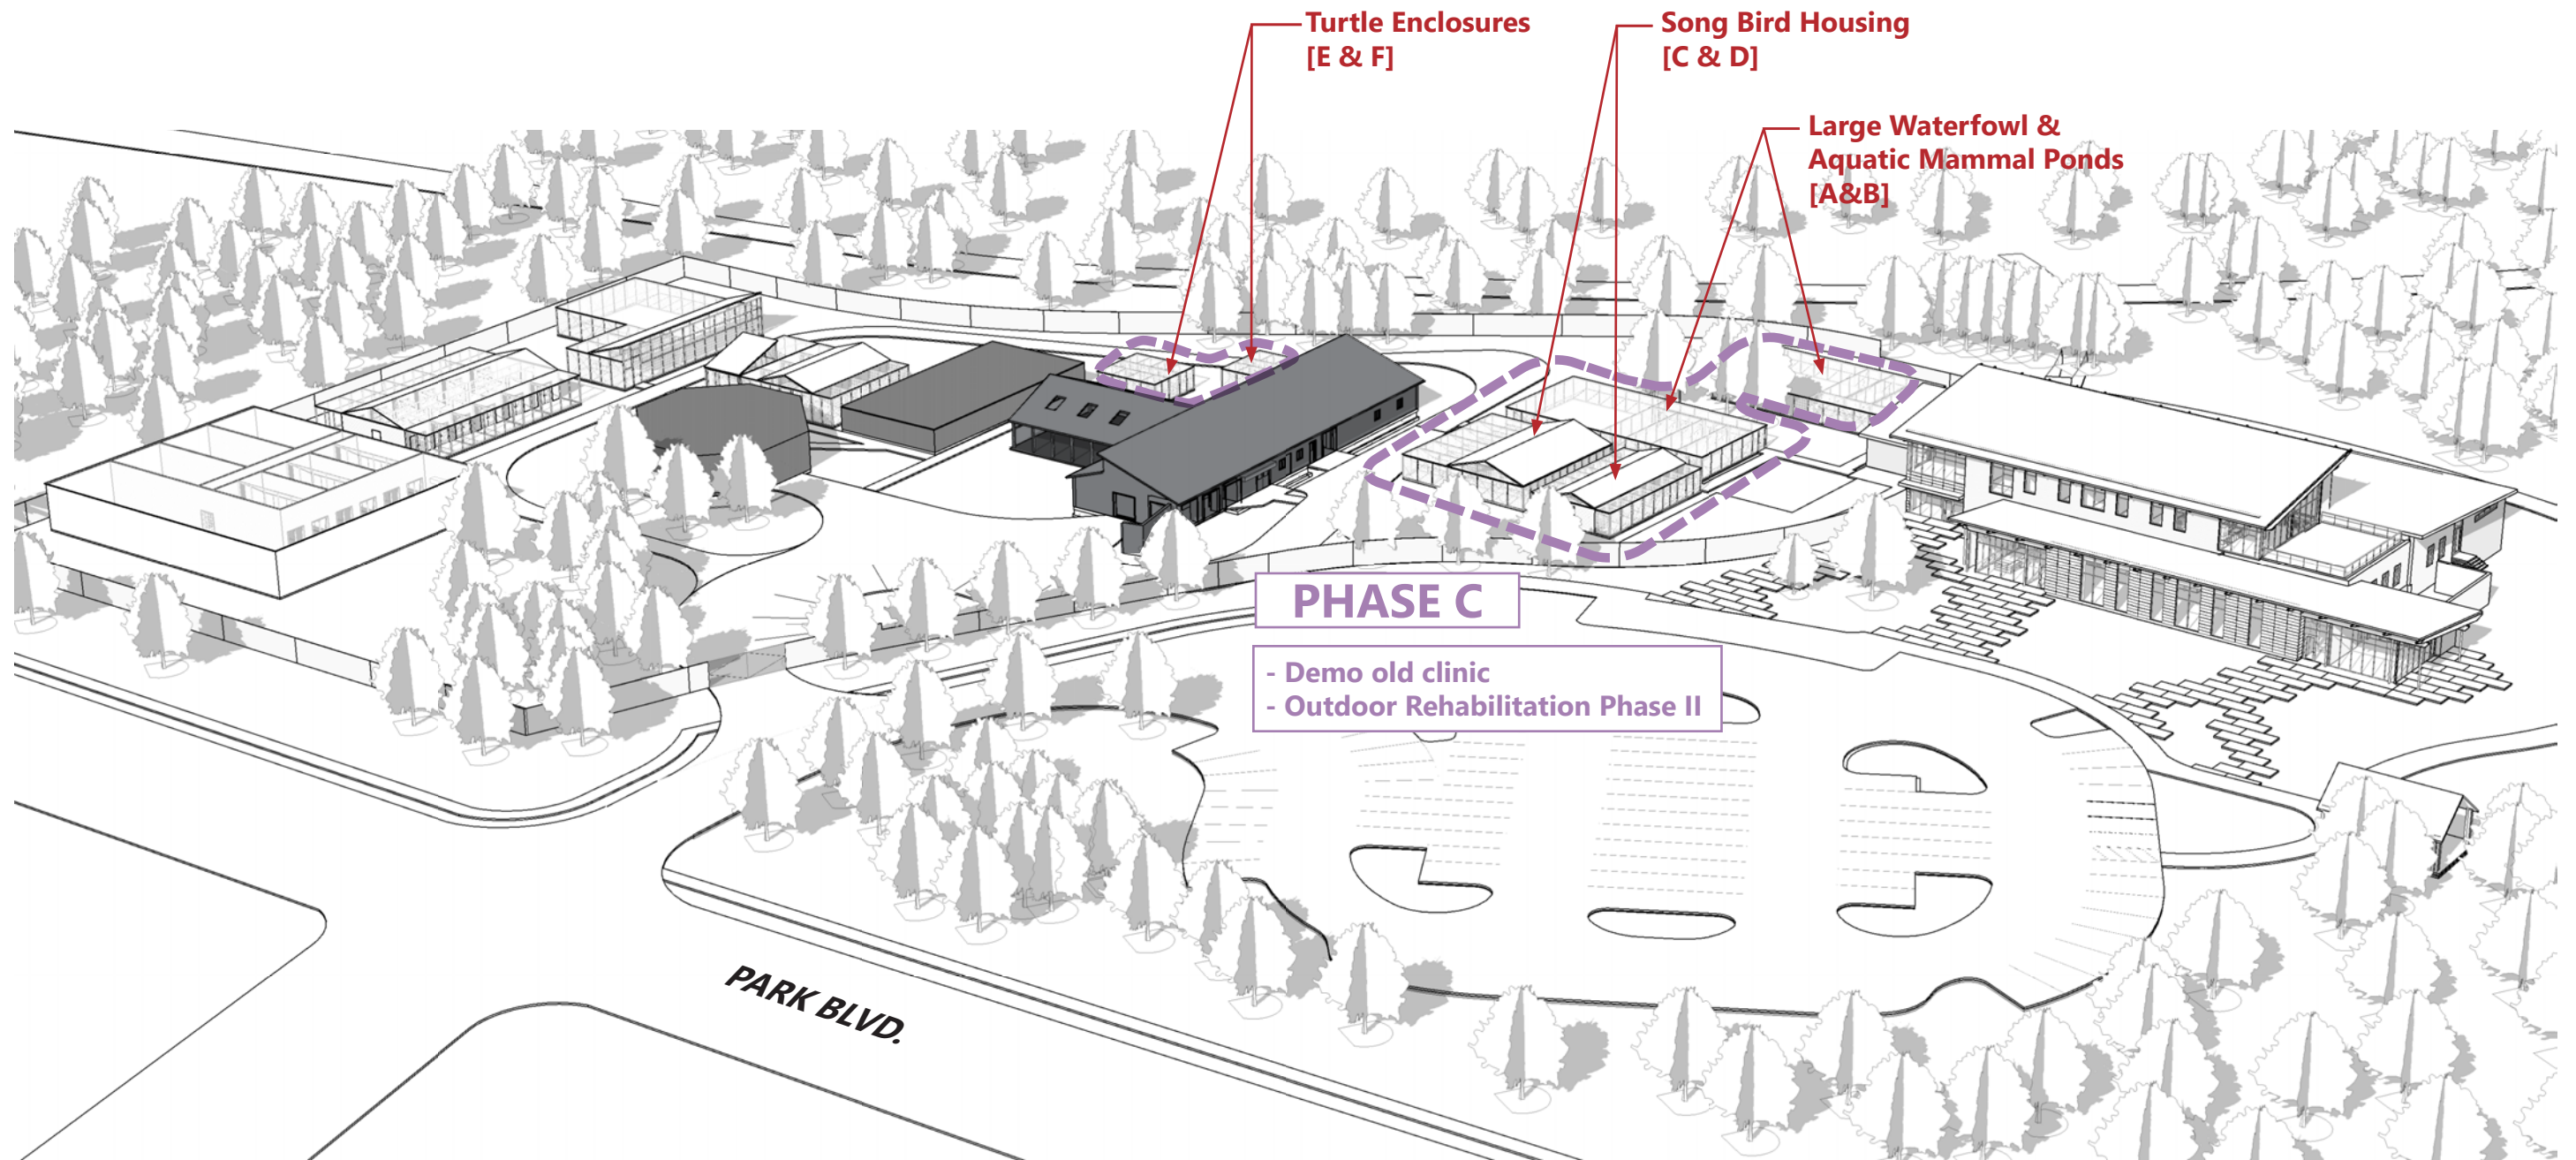 Turtle Enclosures
[E & F]
Song Bird Housing
[C & D]
Large Waterfowl &
Aquatic Mammal Ponds
[A&B]
PHASE C
- Demo old clinic
- Outdoor Rehabilitation Phase II
PARK BLVD.